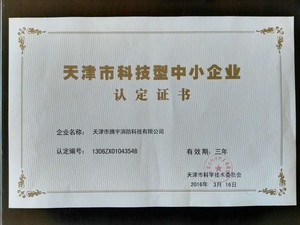 天津市科技型中小企业
认定证书
企业名称：天津市腾宇消防科技有限公司
认定编号：1306ZX01043548 有效期：三年
天津市科学技术委员会
2016年 3月 16日